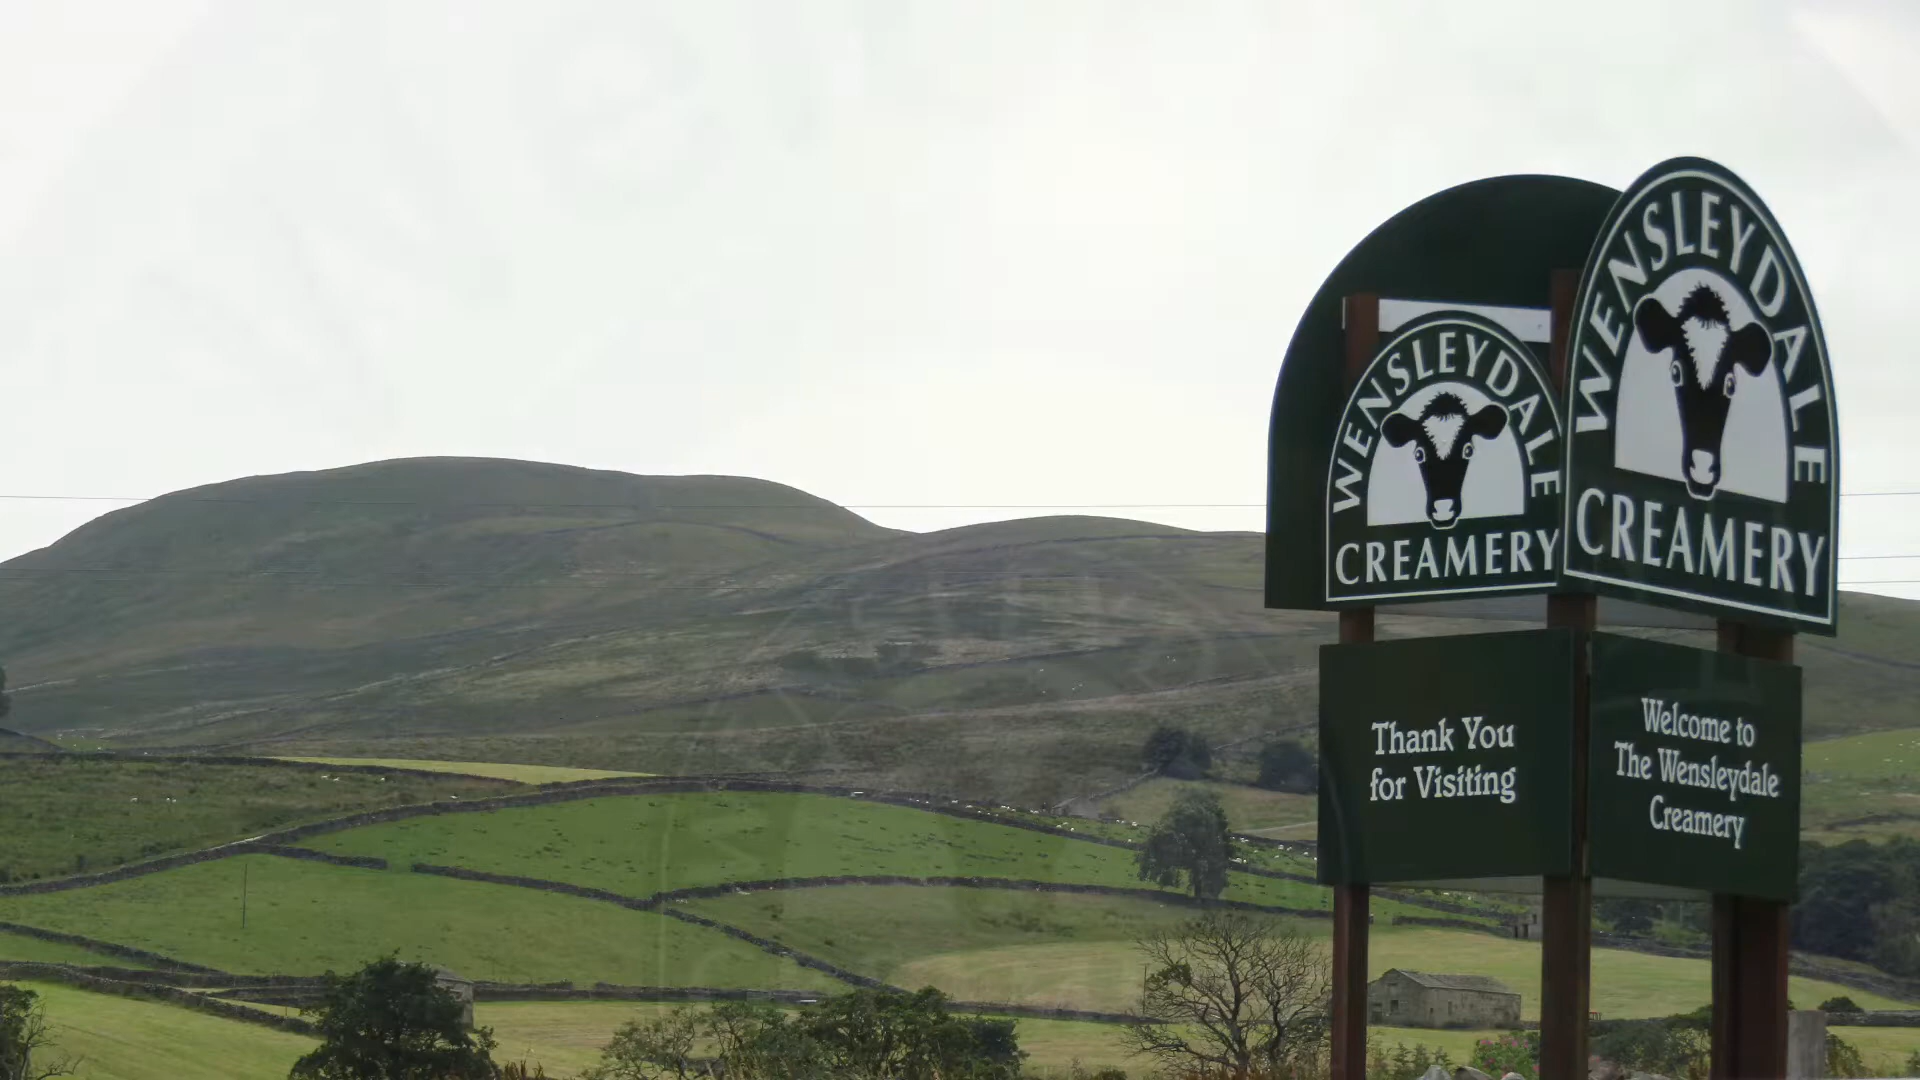 WENSLEYDALE
CREAMERY
Thank You
for Visiting
WENSLEYDALE
CREAMERY
Welcome to
The Wensleydale
Creamery